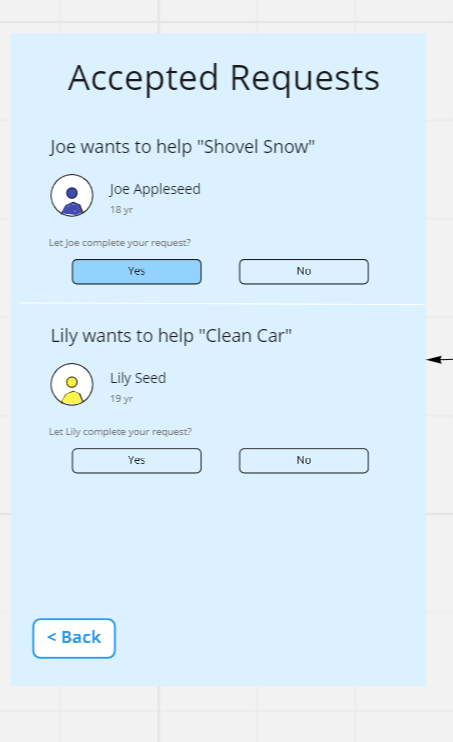 Accepted Requests
Joe wants to help "Shovel Snow"
Joe Appleseed
18 yr
Let Joe complete your request?
Yes No
Lily wants to help "Clean Car"
Lily Seed
19 yr
Let Lily complete your request?
Yes No
< Back